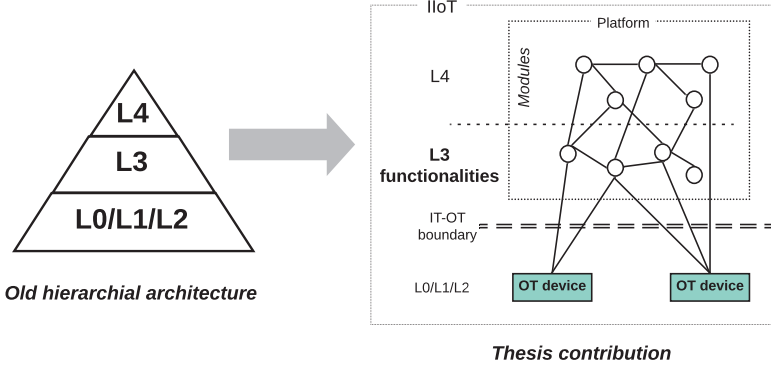 L4
L3
L0/L1/L2
Old hierarchial architecture
IIoT
Platform
Modules
L4
L3
functionalities
IT-OT
boundary
L0/L1/L2
OT device
OT device
Thesis contribution